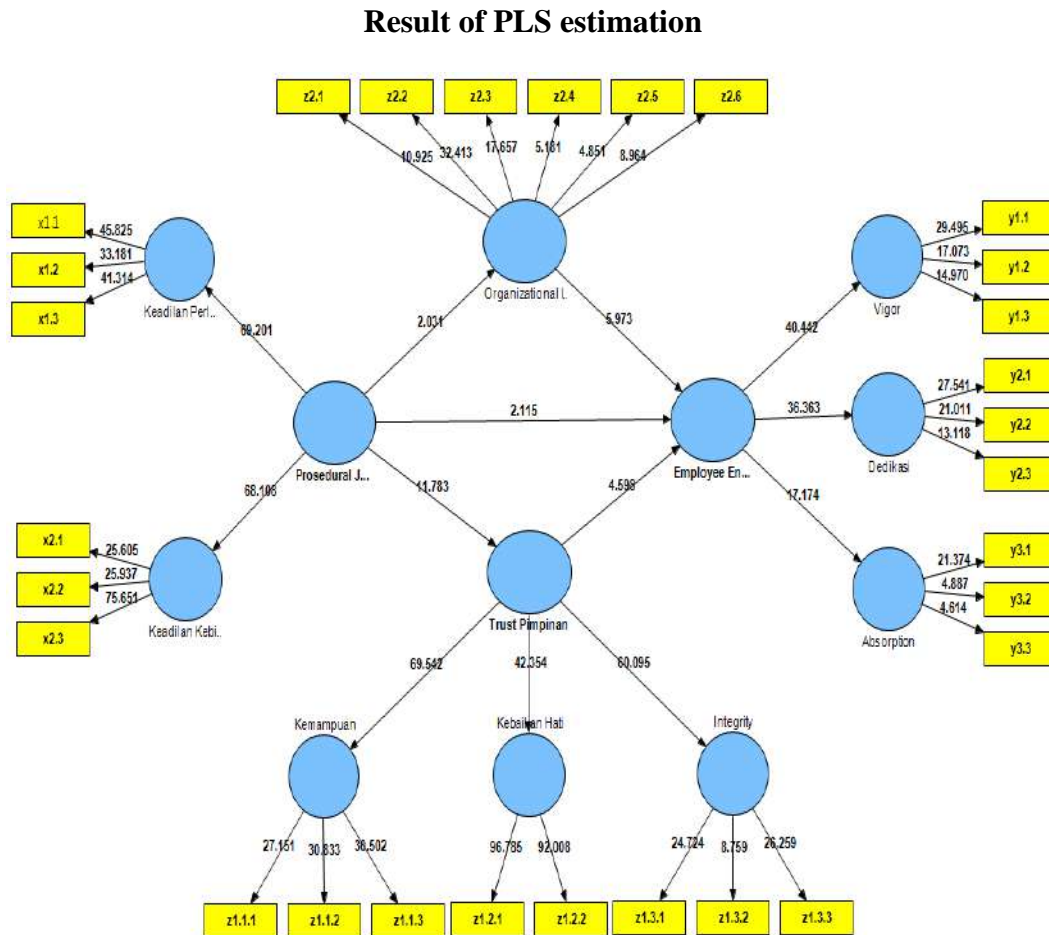 Result of PLS estimation
z2.1 z2.2 z2.3 z2.4 z2.5 z2.6
10.925 32.413 17.657 5.181 4.851 8.964
x1.1
x1.2
x1.3
45.825
33.181
41.314
Keadilan Perl...
Organizational I..
y1.1
y1.2
y1.3
29.495
17.073
14.970
Vigor
69.201
2.031
5.973
40.442
y2.1
y2.2
y2.3
27.541
21.011
13.118
Dedikasi
Prosedural J...
2.115
Employee En...
36.363
68.108
11.783
4.598
17.174
x2.1
x2.2
x2.3
25.605
25.937
75.651
Keadilan Kebi..
Trust Pimpinan
y3.1
y3.2
y3.3
21.374
4.887
4.614
Absorption
69.542
42.354
60.095
Kemampuan
Kebaikan Hati
Integrity
27.151 30.833
96.785 92.008
24.724 8.759 26.259
z1.1.1 z1.1.2 z1.1.3 z1.2.1 z1.2.2 z1.3.1 z1.3.2 z1.3.3